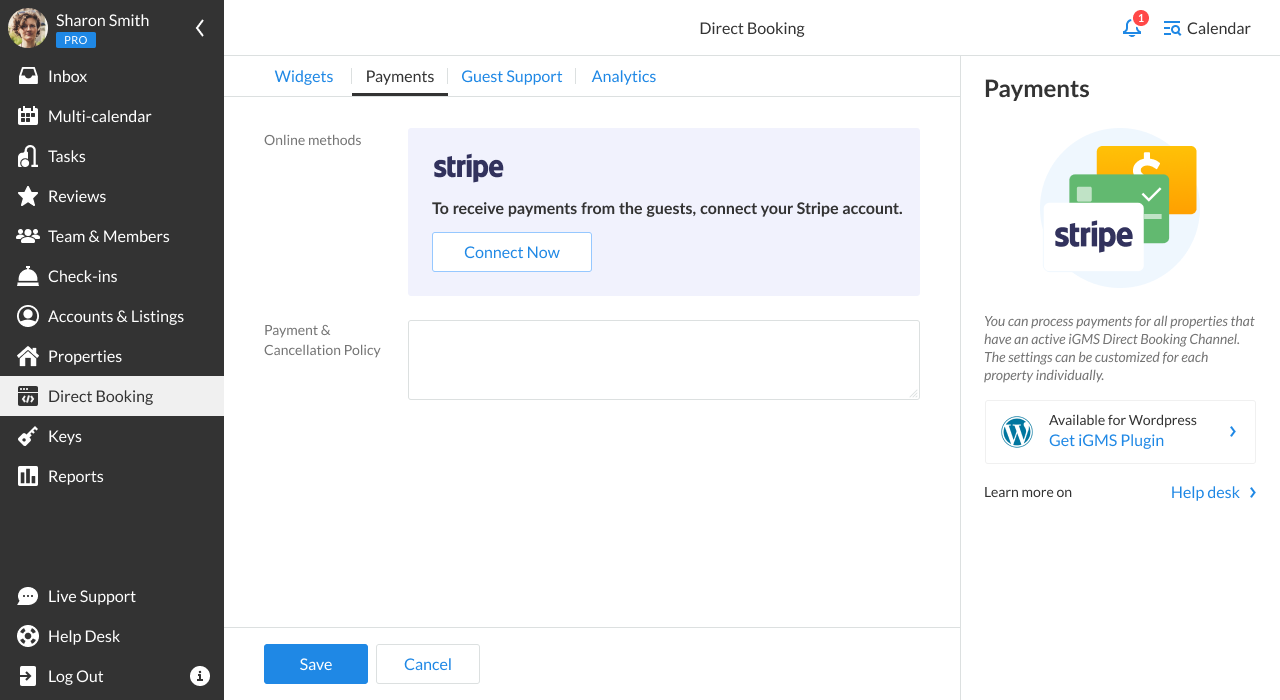 Sharon Smith
PRO
Inbox
Multi-calendar
Tasks
Reviews
Team & Members
Check-ins
Accounts & Listings
Properties
Direct Booking
Keys
Reports
Live Support
Help Desk
Log Out
Direct Booking
1
Calendar
Widgets
Payments
Guest Support
Analytics
Online methods
stripe
To receive payments from the guests, connect your Stripe account.
Connect Now
Payment &
Cancellation Policy
Save
Cancel
Payments
$
stripe
You can process payments for all properties that
have an active iGMS Direct Booking Channel.
The settings can be customized for each
property individually.
Available for Wordpress
Get iGMS Plugin
Learn more on
Help desk